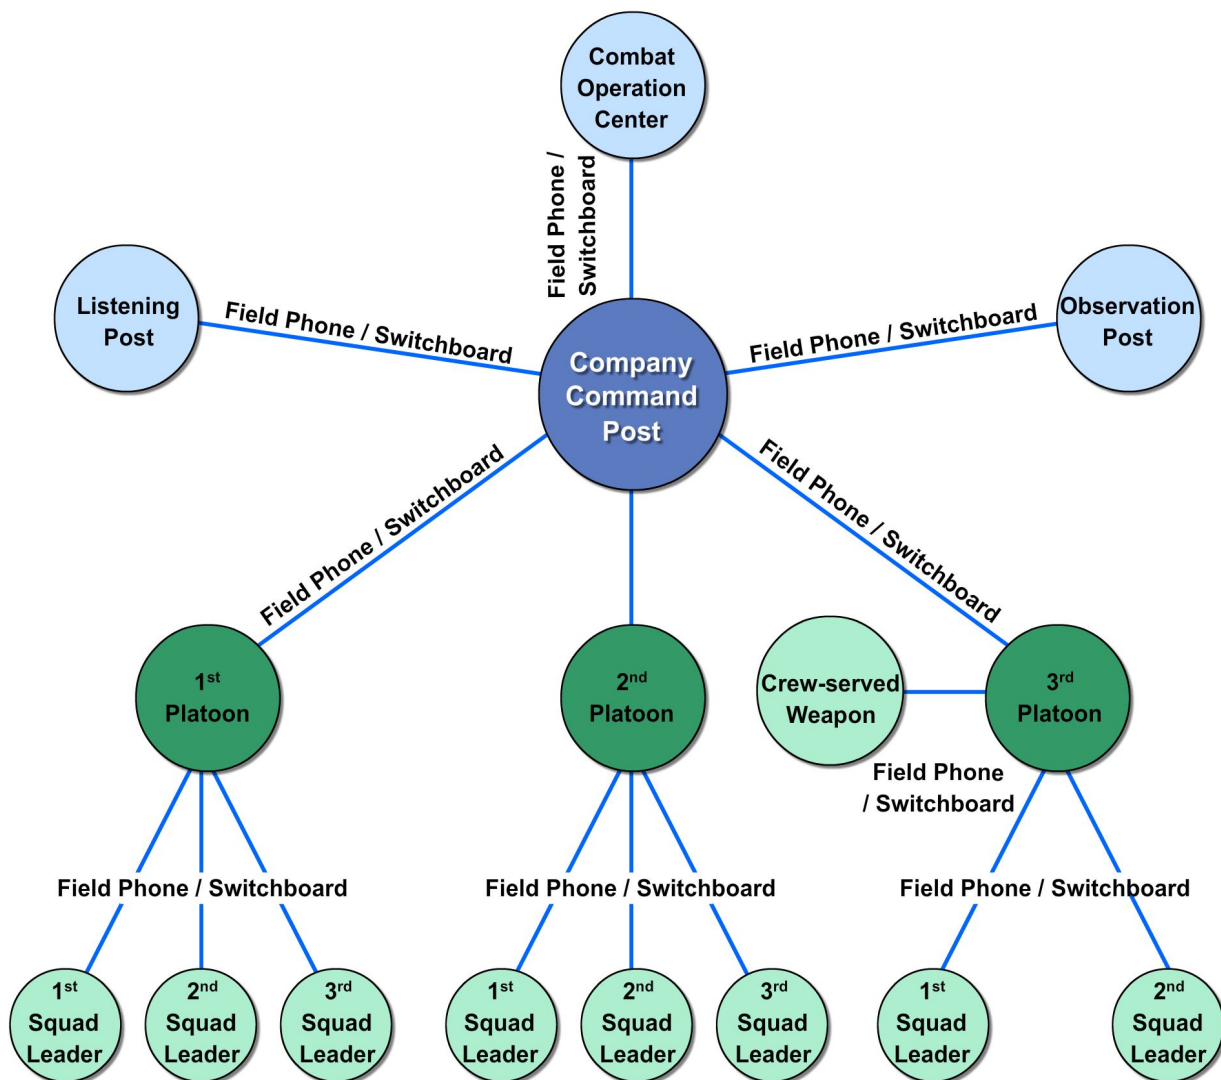 Combat
Operation
Center
Field Phone /
Switchboard
Listening
Post
Field Phone / Switchboard
Observation
Post
Field Phone / Switchboard
Company
Command
Post
Field Phone / Switchboard
Field Phone / Switchboard
1st
Platoon
2nd
Platoon
Crew-served
Weapon
3rd
Platoon
Field Phone
/ Switchboard
Field Phone / Switchboard
Field Phone / Switchboard
Field Phone / Switchboard
1st
Squad
Leader
2nd
Squad
Leader
3rd
Squad
Leader
1st
Squad
Leader
2nd
Squad
Leader
3rd
Squad
Leader
1st
Squad
Leader
2nd
Squad
Leader